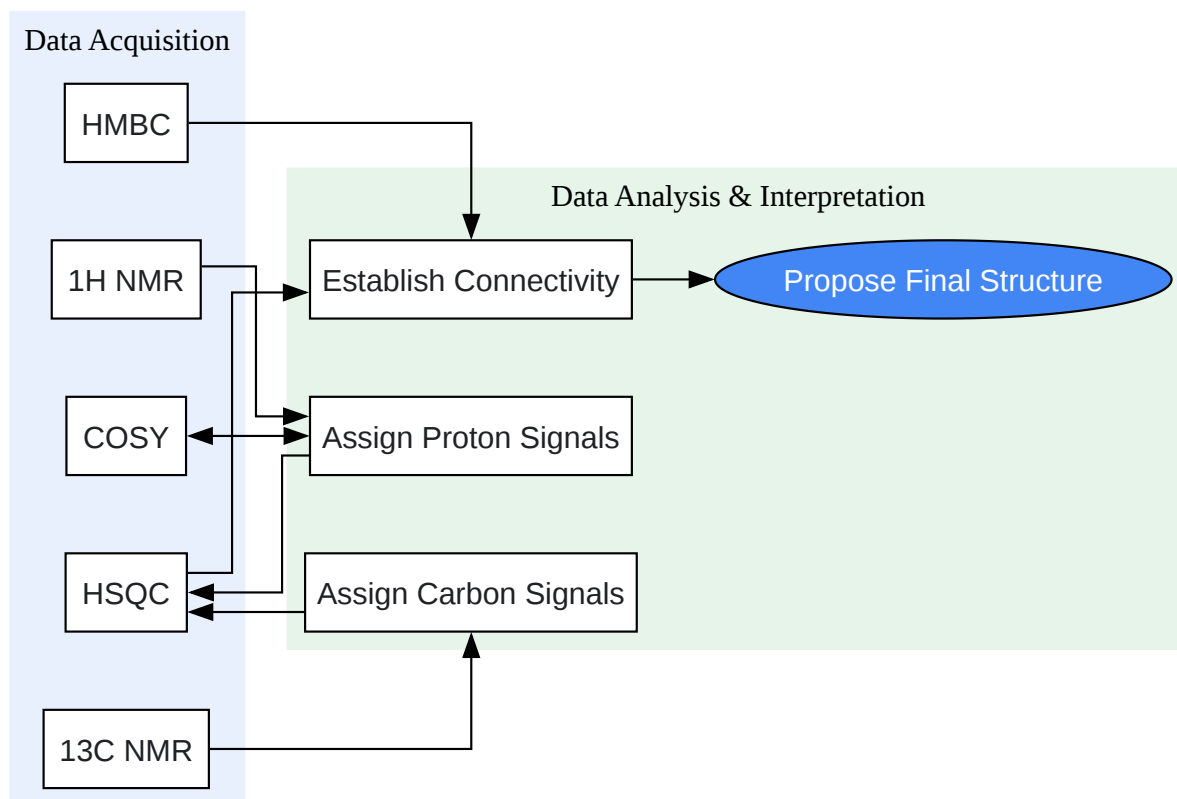 Data Acquisition
HMBC
Data Analysis & Interpretation
1H NMR
Establish Connectivity
Propose Final Structure
COSY
Assign Proton Signals
HSQC
Assign Carbon Signals
13C NMR